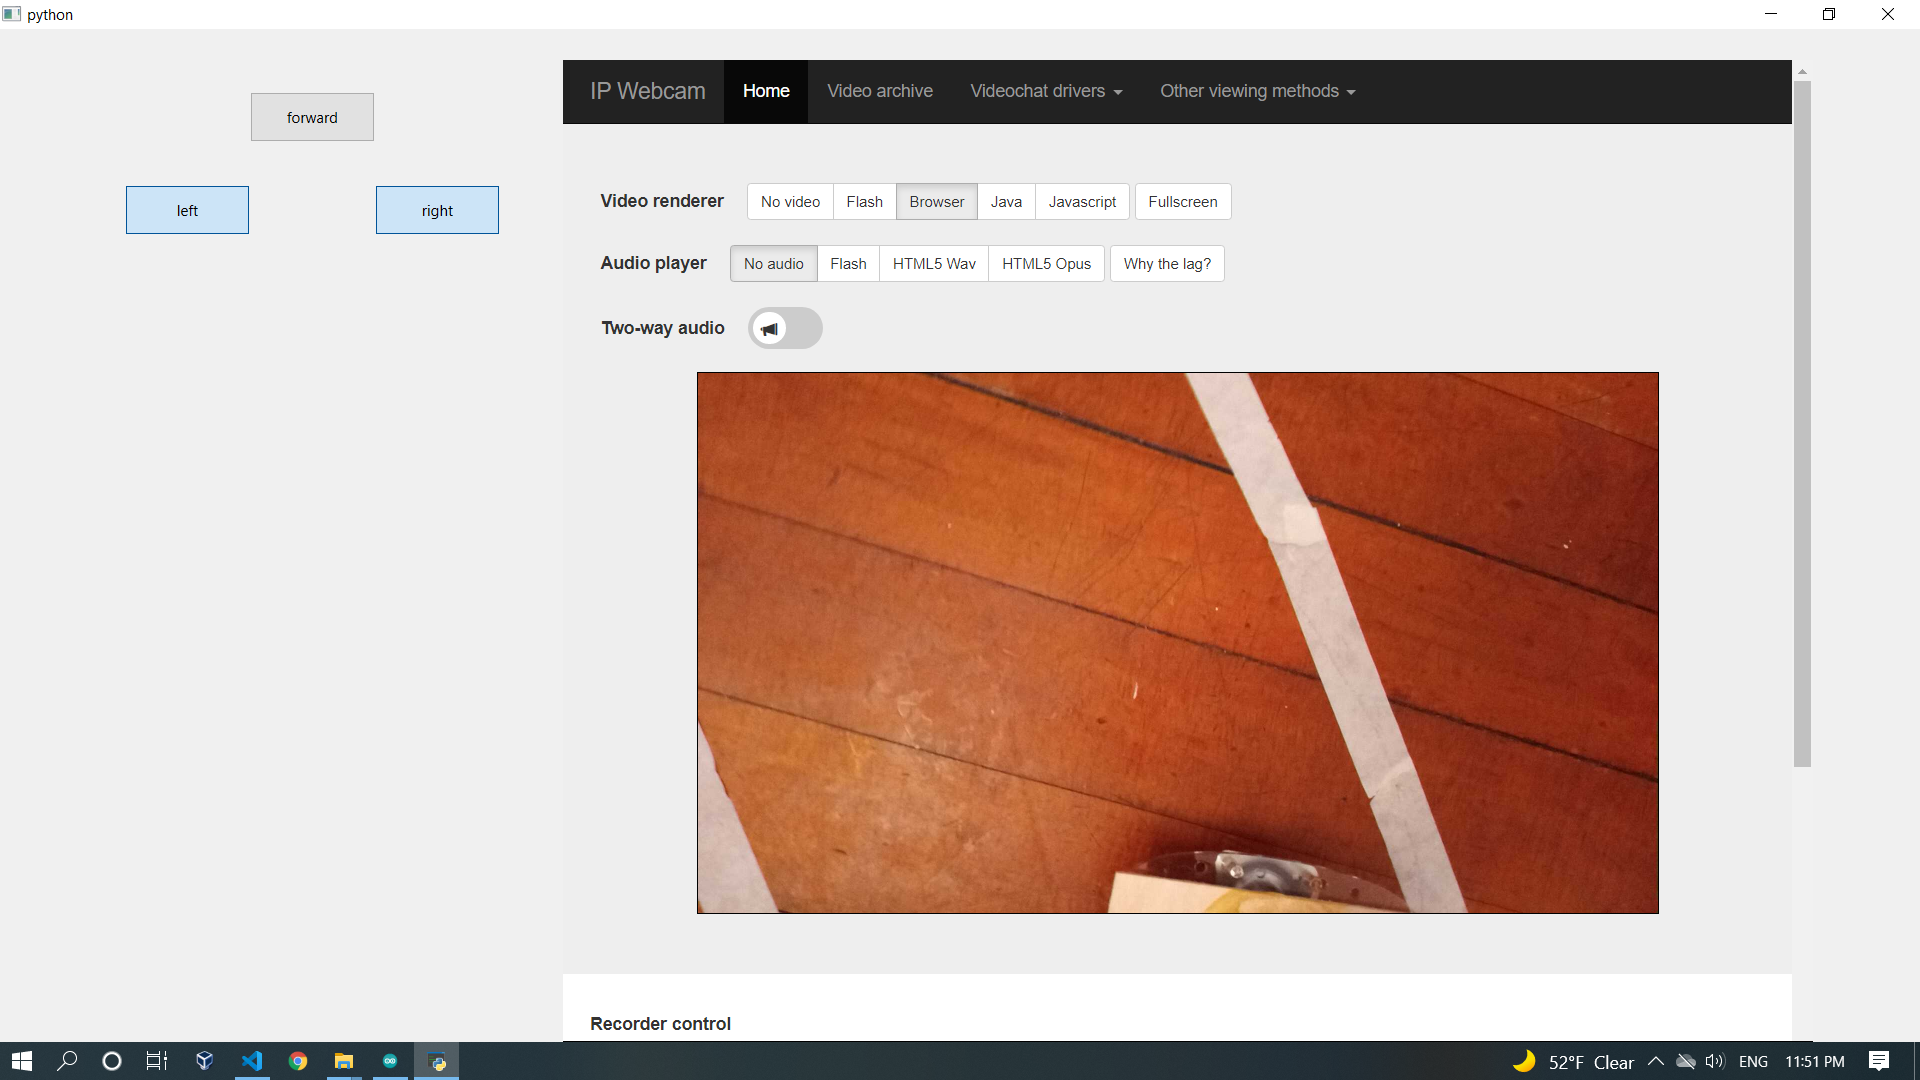 python
forward
left
right
IP Webcam Home Video archive Videochat drivers Other viewing methods
Video renderer No video Flash Browser Java Javascript Fullscreen
Audio player No audio Flash HTML5 Wav HTML5 Opus Why the lag?
Two-way audio
Recorder control
52°F Clear ENG 11:51 PM